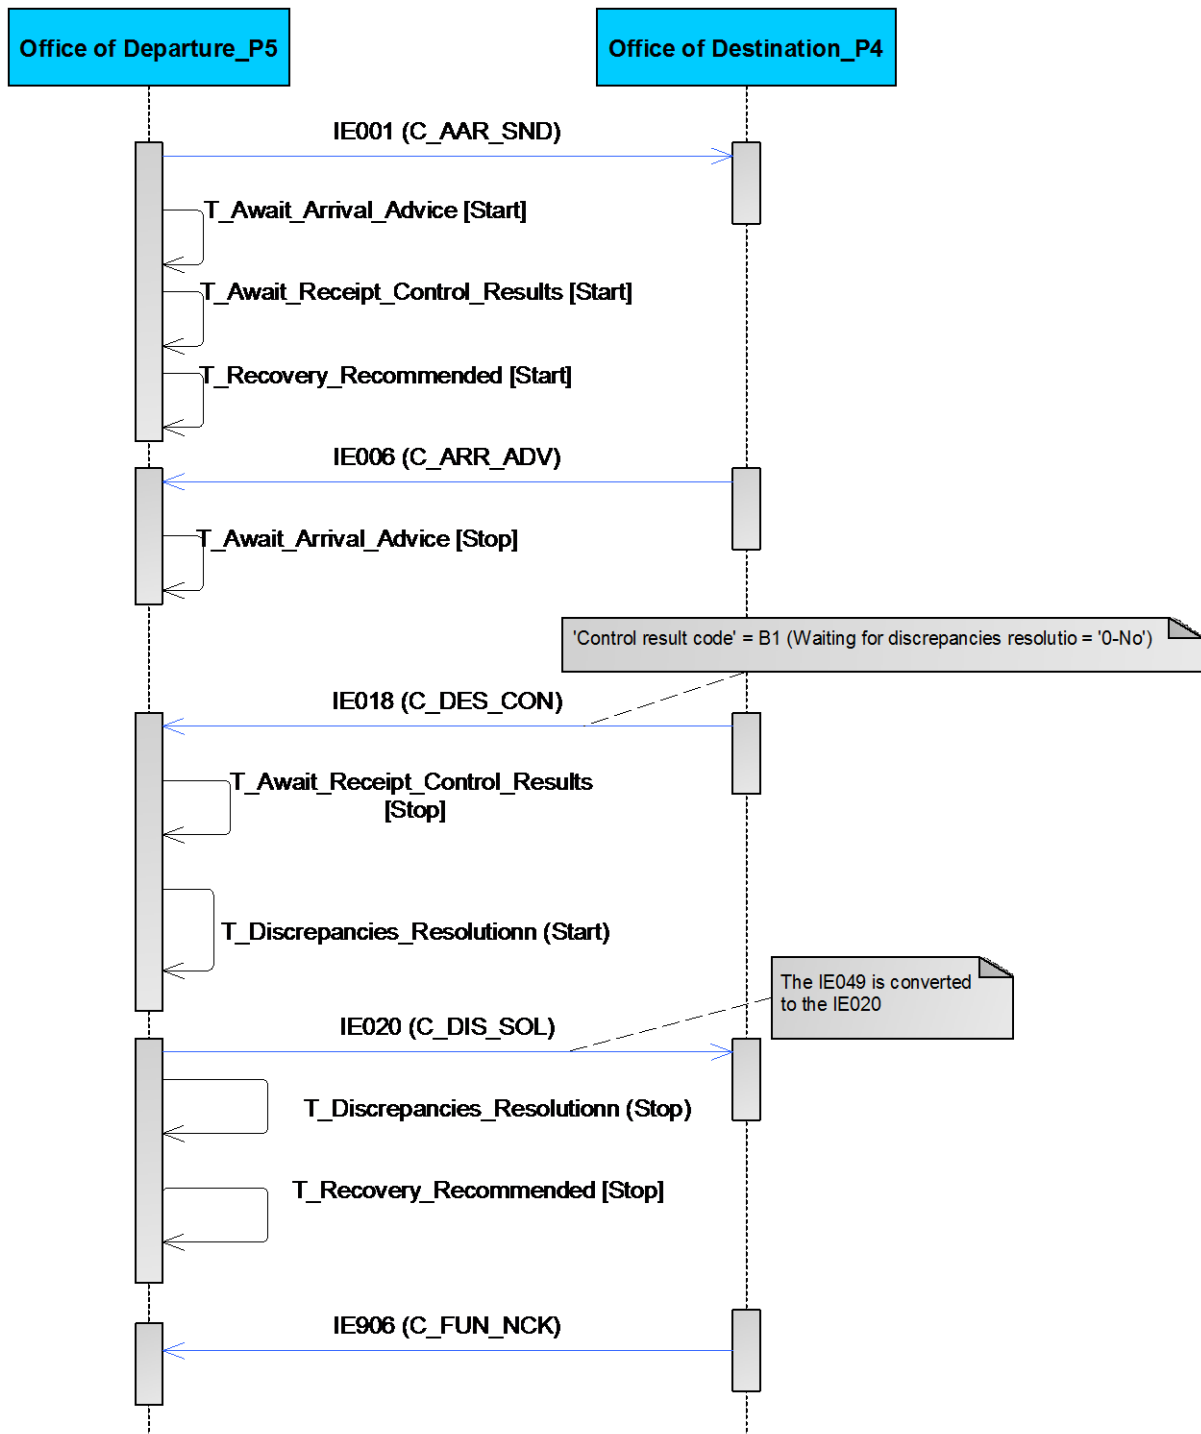 Office of Departure_P5
Office of Destination_P4
IE001 (C_AAR_SND)
T_Await_Arrival_Advice [Start]
T_Await_Receipt_Control_Results [Start]
T_Recovery_Recommended [Start]
IE006 (C_ARR_ADV)
T_Await_Arrival_Advice [Stop]
'Control result code' = B1 (Waiting for discrepancies resolutio = '0-No')
IE018 (C_DES_CON)
T_Await_Receipt_Control_Results
[Stop]
T_Discrepancies_Resolutionn (Start)
The IE049 is converted
to the IE020
IE020 (C_DIS_SOL)
T_Discrepancies_Resolutionn (Stop)
T_Recovery_Recommended [Stop]
IE906 (C_FUN_NCK)